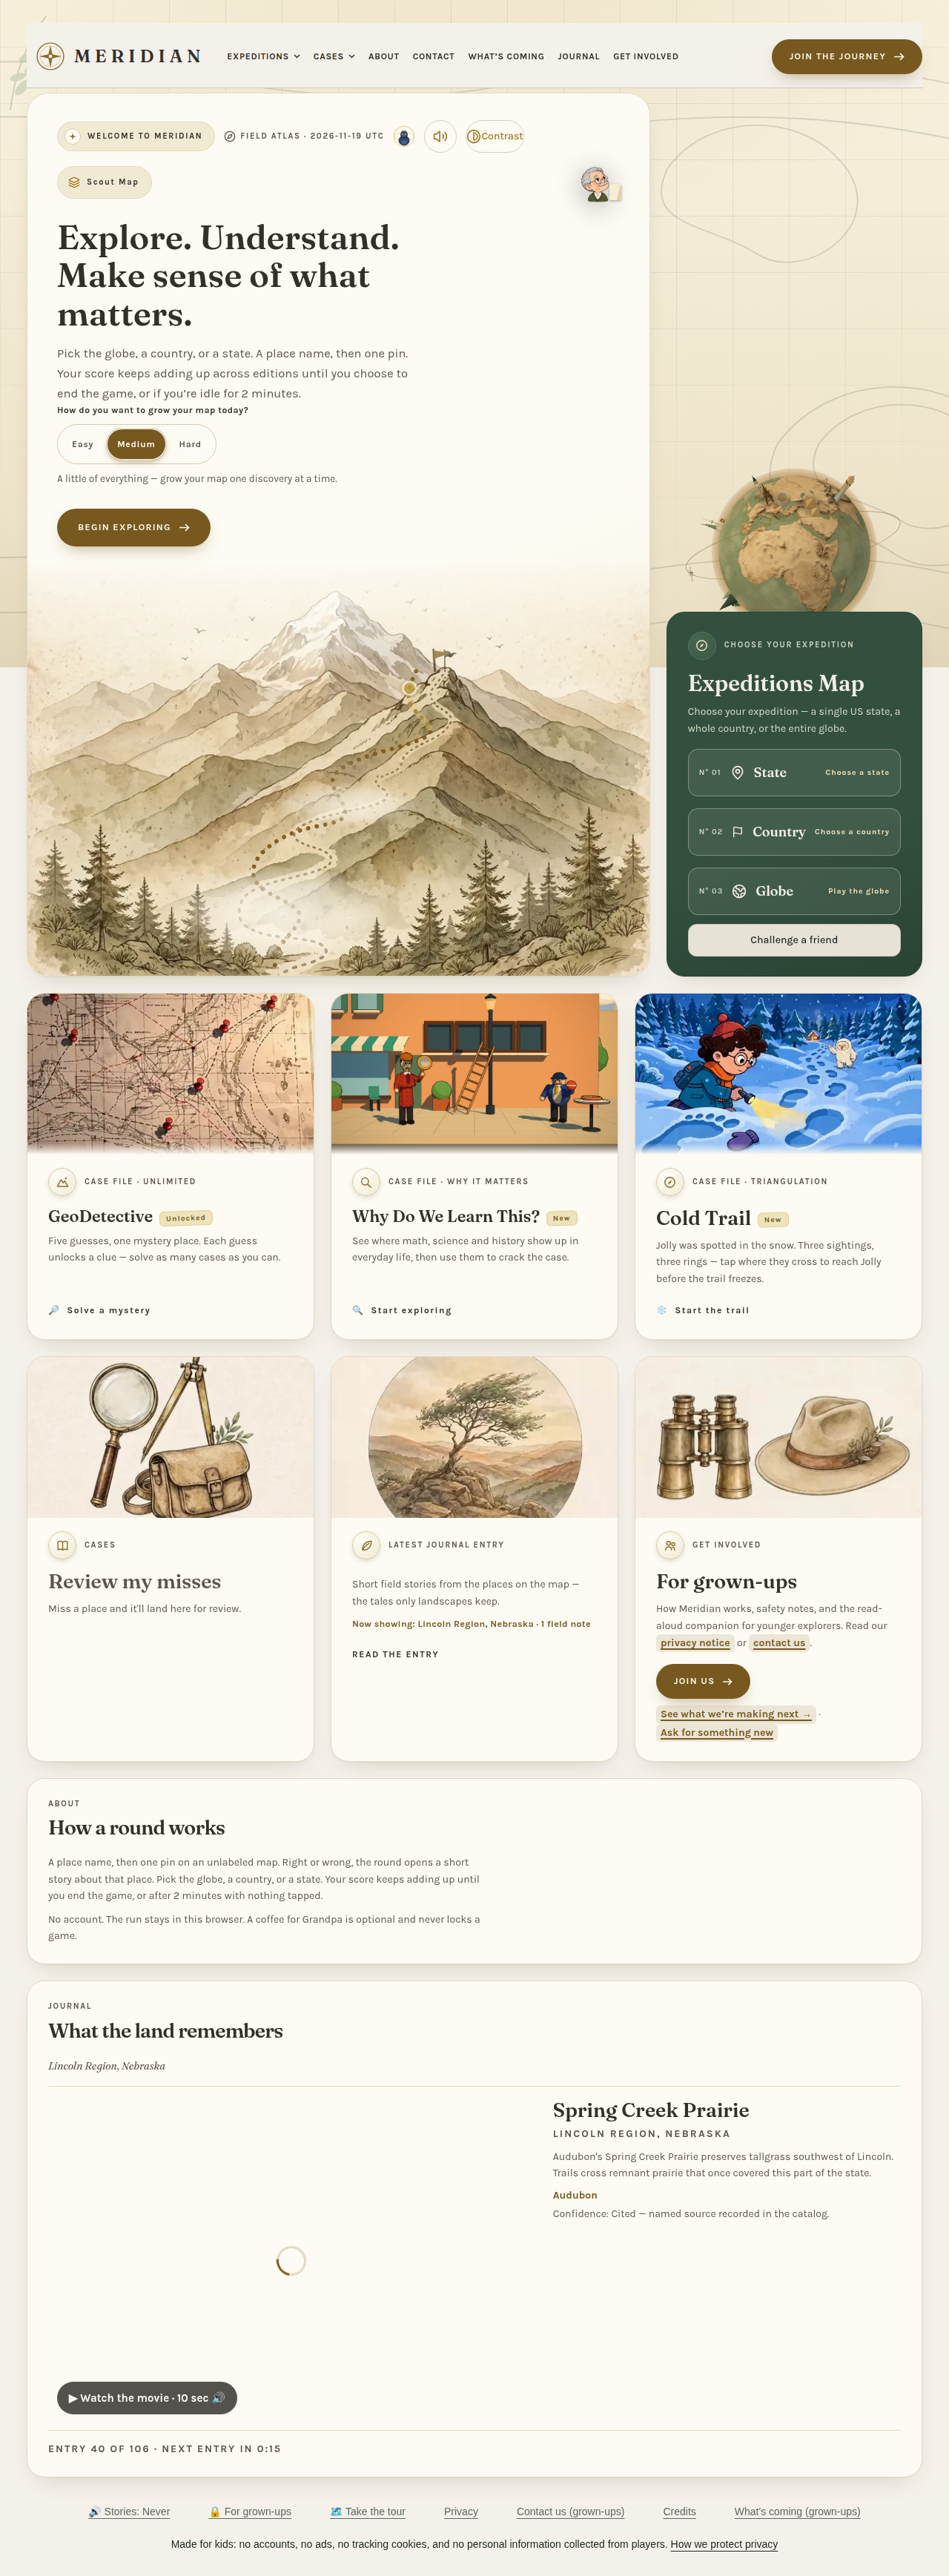 MERIDIAN
EXPEDITIONS CASES ABOUT CONTACT WHAT'S COMING JOURNAL GET INVOLVED
JOIN THE JOURNEY →
WELCOME TO MERIDIAN
FIELD ATLAS · 2026-11-19 UTC
Contrast
Scout Map
Explore. Understand.
Make sense of what
matters.
Pick the globe, a country, or a state. A place name, then one pin.
Your score keeps adding up across editions until you choose to
end the game, or if you're idle for 2 minutes.
How do you want to grow your map today?
Easy Medium Hard
A little of everything — grow your map one discovery at a time.
BEGIN EXPLORING →
CHOOSE YOUR EXPEDITION
Expeditions Map
Choose your expedition — a single US state, a
whole country, or the entire globe.
N° 01 State Choose a state
N° 02 Country Choose a country
N° 03 Globe Play the globe
Challenge a friend
CASE FILE · UNLIMITED
GeoDetective Unlocked
Five guesses, one mystery place. Each guess
unlocks a clue — solve as many cases as you can.
🔎 Solve a mystery
CASE FILE · WHY IT MATTERS
Why Do We Learn This? New
See where math, science and history show up in
everyday life, then use them to crack the case.
🔍 Start exploring
CASE FILE · TRIANGULATION
Cold Trail New
Jolly was spotted in the snow. Three sightings,
three rings — tap where they cross to reach Jolly
before the trail freezes.
❄️ Start the trail
CASES
Review my misses
Miss a place and it'll land here for review.
LATEST JOURNAL ENTRY
Short field stories from the places on the map —
the tales only landscapes keep.
Now showing: Lincoln Region, Nebraska · 1 field note
READ THE ENTRY
GET INVOLVED
For grown-ups
How Meridian works, safety notes, and the read-
aloud companion for younger explorers. Read our
privacy notice or contact us .
JOIN US →
See what we're making next → ·
Ask for something new
ABOUT
How a round works
A place name, then one pin on an unlabeled map. Right or wrong, the round opens a short
story about that place. Pick the globe, a country, or a state. Your score keeps adding up until
you end the game, or after 2 minutes with nothing tapped.
No account. The run stays in this browser. A coffee for Grandpa is optional and never locks a
game.
JOURNAL
What the land remembers
Lincoln Region, Nebraska
Spring Creek Prairie
LINCOLN REGION, NEBRASKA
Audubon's Spring Creek Prairie preserves tallgrass southwest of Lincoln.
Trails cross remnant prairie that once covered this part of the state.
Audubon
Confidence: Cited — named source recorded in the catalog.
▶ Watch the movie · 10 sec 🔊
ENTRY 40 OF 106 · NEXT ENTRY IN 0:15
🔊 Stories: Never 🔒 For grown-ups 🗺️ Take the tour Privacy Contact us (grown-ups) Credits What's coming (grown-ups)
Made for kids: no accounts, no ads, no tracking cookies, and no personal information collected from players. How we protect privacy